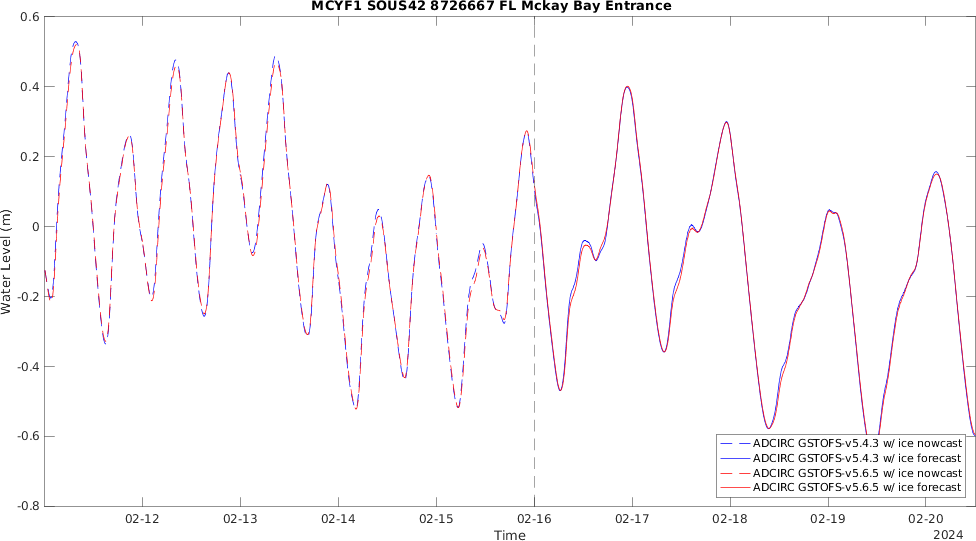 MCYF1 SOUS42 8726667 FL Mckay Bay Entrance
0.6
0.4
0.2
0
-0.2
-0.4
-0.6
-0.8
Water Level (m)
ADCIRC GSTOFS-v5.4.3 w/ ice nowcast
ADCIRC GSTOFS-v5.4.3 w/ ice forecast
ADCIRC GSTOFS-v5.6.5 w/ ice nowcast
ADCIRC GSTOFS-v5.6.5 w/ ice forecast
02-12 02-13 02-14 02-15 02-16 02-17 02-18 02-19 02-20
Time
2024